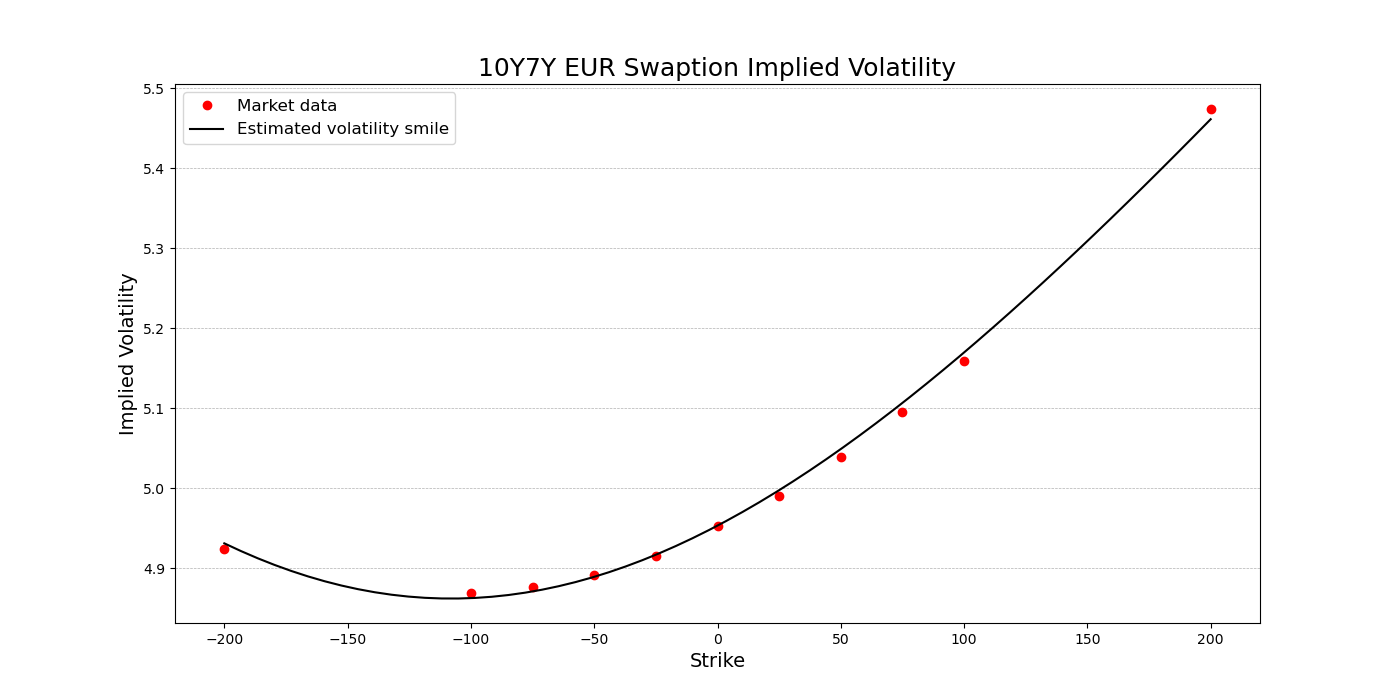 10Y7Y EUR Swaption Implied Volatility
Market data
Estimated volatility smile
Implied Volatility
5.5
5.4
5.3
5.2
5.1
5.0
4.9
−200 −150 −100 −50 0 50 100 150 200
Strike